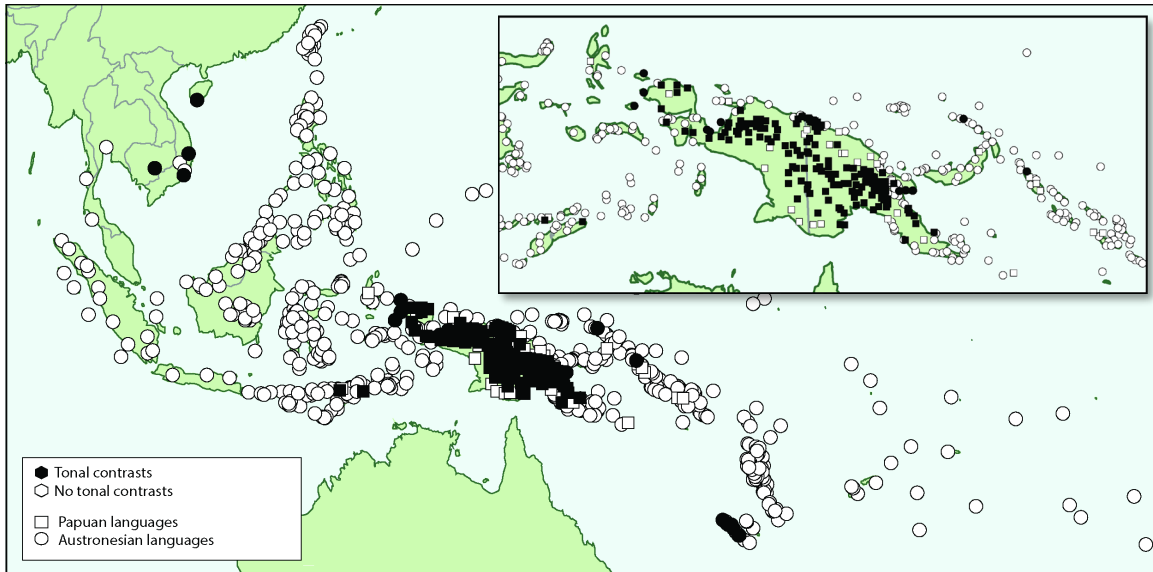 Tonal contrasts
No tonal contrasts
Papuan languages
Austronesian languages